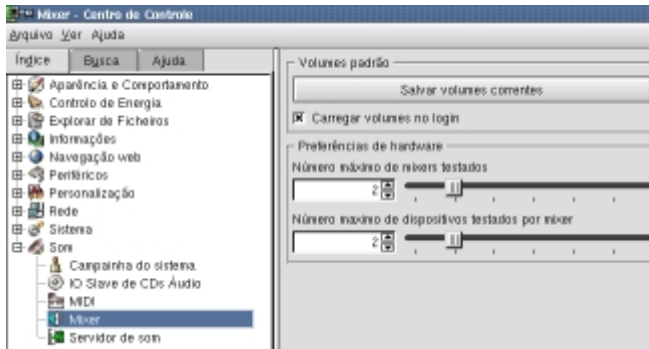 Mixer - Centro de Controle
Arquivo Ver Ajuda
Índice Busca Ajuda
Aparência e Comportamento
Controlo de Energia
Explorar de Ficheiros
Informações
Navegação web
Periféricos
Personalização
Rede
Sistema
Som
Campainha do sistema
IO Slave de CDs Áudio
MIDI
Mixer
Servidor de som
Volumes padrão
Salvar volumes correntes
Carregar volumes no login
Preferências de hardware
Número máximo de mixers testados
2
Número maximo de dispositivos testados por mixer
2